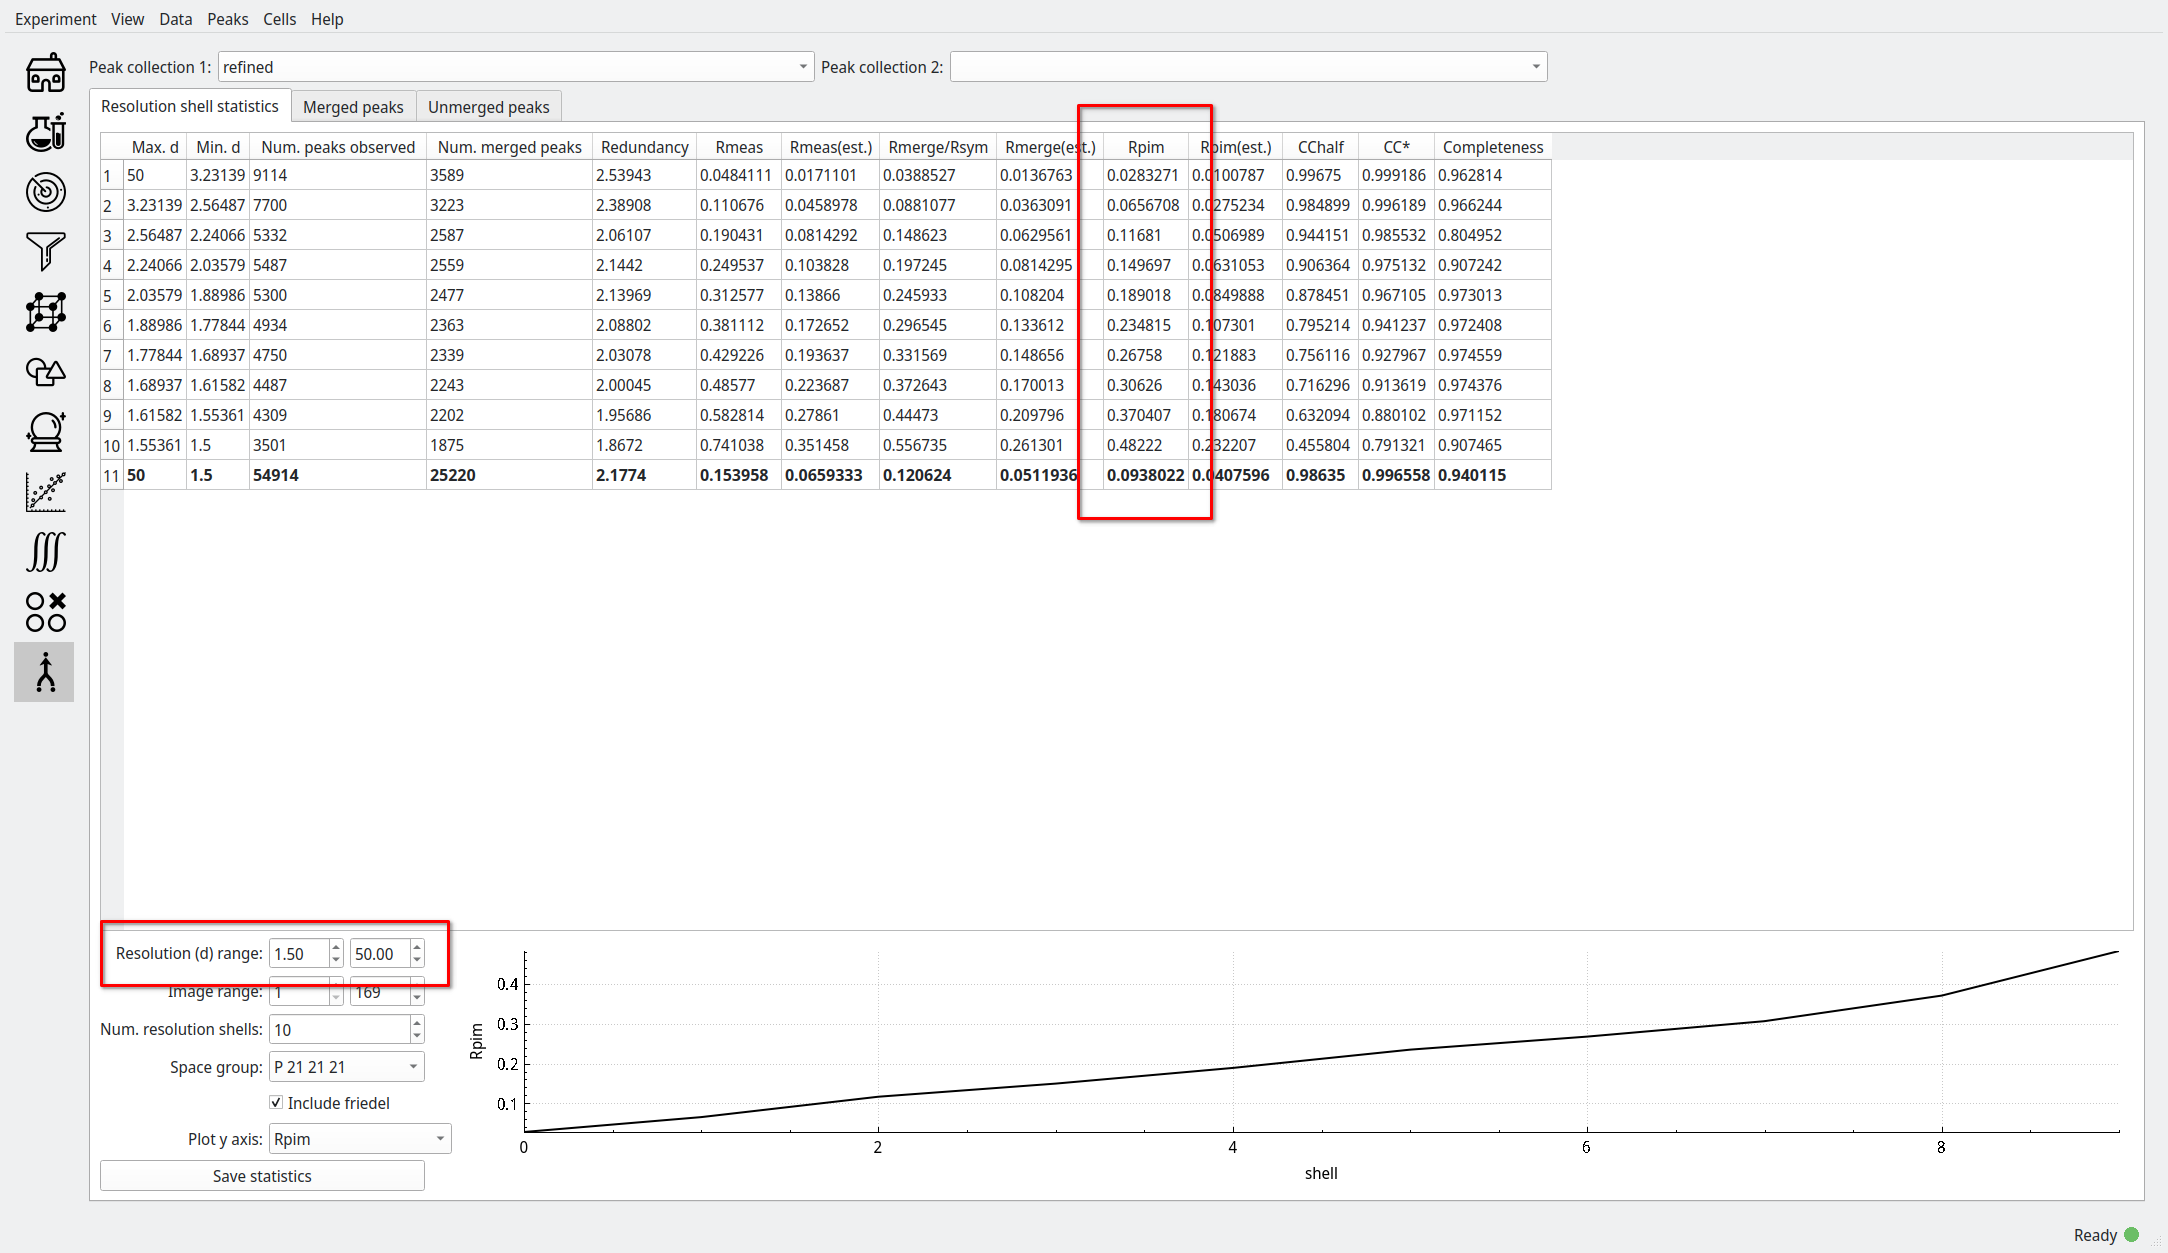 Experiment View Data Peaks Cells Help
Peak collection 1: refined Peak collection 2:
Resolution shell statistics Merged peaks Unmerged peaks
Max. d Min. d Num. peaks observed Num. merged peaks Redundancy Rmeas Rmeas(est.) Rmerge/Rsym Rmerge(est.) Rpim Rpim(est.) CChalf CC* Completeness
1 50 3.23139 9114 3589 2.53943 0.0484111 0.0171101 0.0388527 0.0136763 0.0283271 0.0100787 0.99675 0.999186 0.962814
2 3.23139 2.56487 7700 3223 2.38908 0.110676 0.0458978 0.0881077 0.0363091 0.0656708 0.0275234 0.984899 0.996189 0.966244
3 2.56487 2.24066 5332 2587 2.06107 0.190431 0.0814292 0.148623 0.0629561 0.11681 0.0506989 0.944151 0.985532 0.804952
4 2.24066 2.03579 5487 2559 2.1442 0.249537 0.103828 0.197245 0.0814295 0.149697 0.0631053 0.906364 0.975132 0.907242
5 2.03579 1.88986 5300 2477 2.13969 0.312577 0.13866 0.245933 0.108204 0.189018 0.0849888 0.878451 0.967105 0.973013
6 1.88986 1.77844 4934 2363 2.08802 0.381112 0.172652 0.296545 0.133612 0.234815 0.107301 0.795214 0.941237 0.972408
7 1.77844 1.68937 4750 2339 2.03078 0.429226 0.193637 0.331569 0.148656 0.26758 0.121883 0.756116 0.927967 0.974559
8 1.68937 1.61582 4487 2243 2.00045 0.48577 0.223687 0.372643 0.170013 0.30626 0.143036 0.716296 0.913619 0.974376
9 1.61582 1.55361 4309 2202 1.95686 0.582814 0.27861 0.44473 0.209796 0.370407 0.180674 0.632094 0.880102 0.971152
10 1.55361 1.5 3501 1875 1.8672 0.741038 0.351458 0.556735 0.261301 0.48222 0.232207 0.455804 0.791321 0.907465
11 50 1.5 54914 25220 2.1774 0.153958 0.0659333 0.120624 0.0511936 0.0938022 0.0407596 0.98635 0.996558 0.940115
Resolution (d) range: 1.50 50.00
Image range: 1 169
Num. resolution shells: 10
Space group: P 21 21 21
Include friedel
Plot y axis: Rpim
Save statistics
Rpim
0.4
0.3
0.2
0.1
0 2 4 6 8
shell
Ready